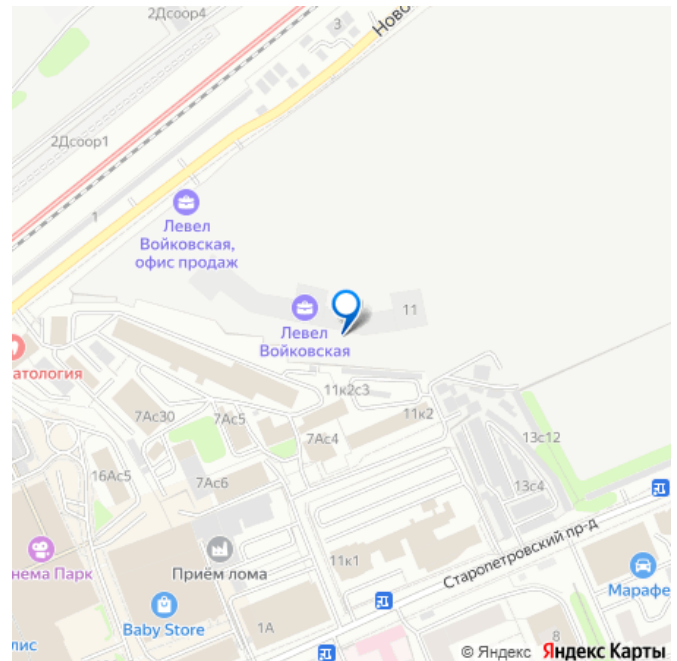 2Дсоор4
3
Ново
2Дсоор1
1
Левел
Войковская,
офис продаж
Левел
Войковская
11
атология
11к2с3
7Ас30
7Ас5
11к2
7Ас4
13с12
16Ас5
7Ас6
13с4
нема Парк
Приём лома
11к1
Старопетровский пр-д
Марафе
Baby Store
1А
8
лис
© Яндекс Яндекс Карты